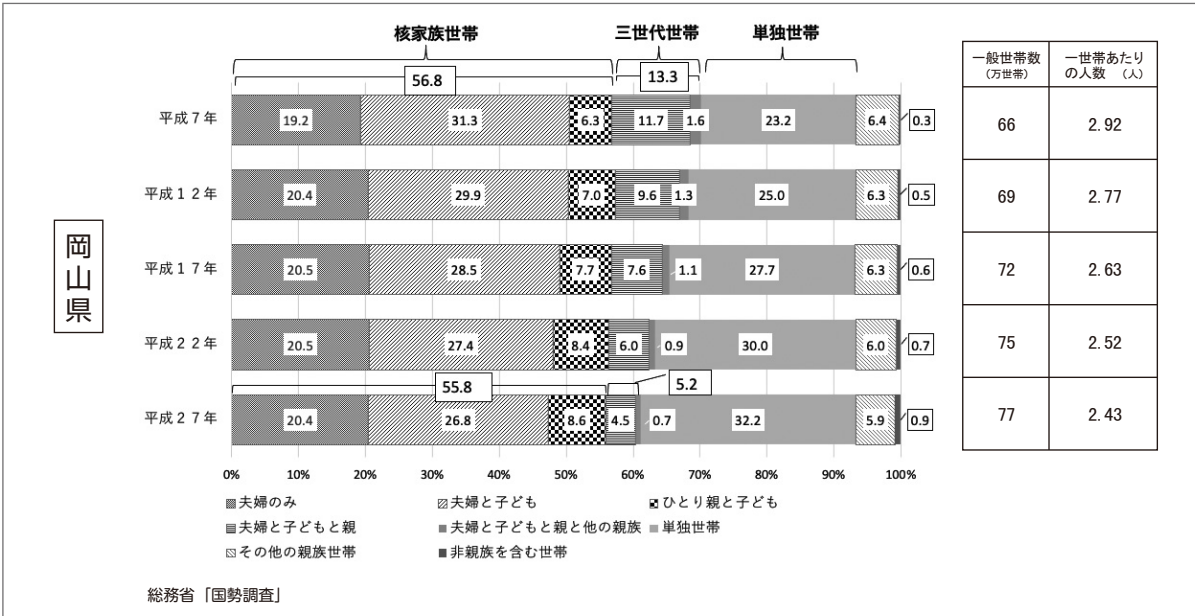 核家族世帯 三世代世帯 単独世帯
一般世帯数 一世帯あたり
(万世帯) の人数 (人)
56.8 13.3
平成7年 19.2 31.3 6.3 11.7 1.6 23.2 6.4 0.3 66 2.92
平成12年 20.4 29.9 7.0 9.6 1.3 25.0 6.3 0.5 69 2.77
岡山県
平成17年 20.5 28.5 7.7 7.6 1.1 27.7 6.3 0.6 72 2.63
平成22年 20.5 27.4 8.4 6.0 0.9 30.0 6.0 0.7 75 2.52
55.8 5.2
平成27年 20.4 26.8 8.6 4.5 0.7 32.2 5.9 0.9 77 2.43
0% 10% 20% 30% 40% 50% 60% 70% 80% 90% 100%
夫婦のみ 夫婦と子ども ひとり親と子ども
夫婦と子どもと親 夫婦と子どもと親と他の親族 単独世帯
その他の親族世帯 非親族を含む世帯
総務省「国勢調査」